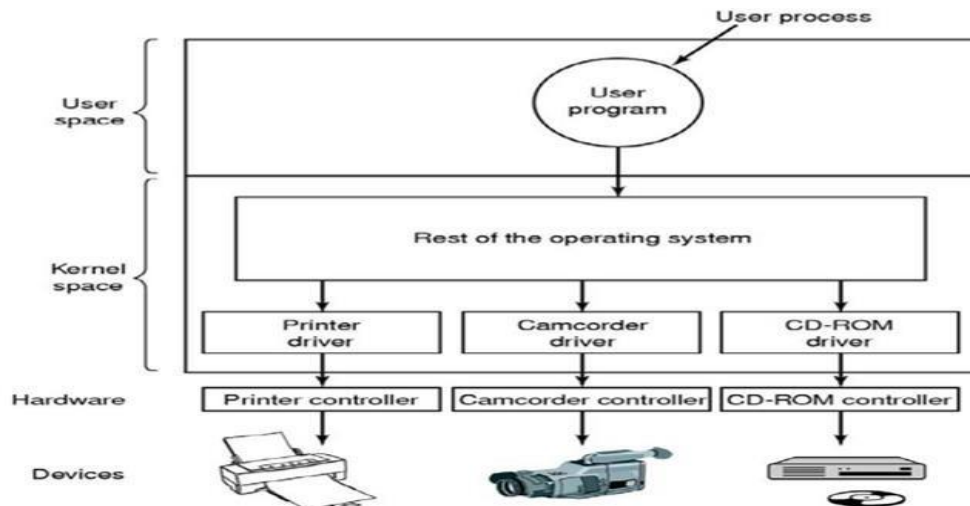 User process
User
program
User
space
Rest of the operating system
Kernel
space
Printer
driver
Camcorder
driver
CD-ROM
driver
Hardware
Printer controller
Camcorder controller
CD-ROM controller
Devices